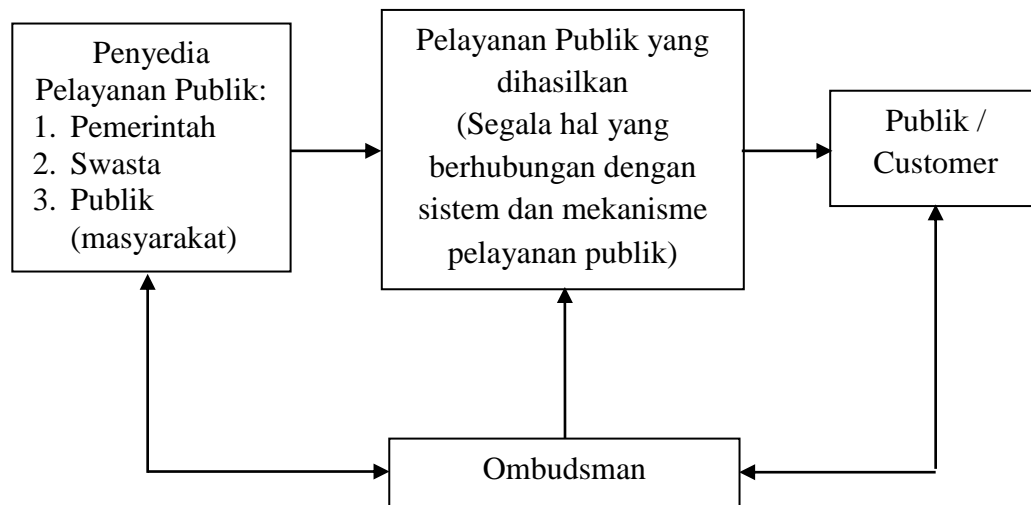 Penyedia
Pelayanan Publik:
1. Pemerintah
2. Swasta
3. Publik
(masyarakat)
Pelayanan Publik yang
dihasilkan
(Segala hal yang
berhubungan dengan
sistem dan mekanisme
pelayanan publik)
Publik /
Customer
Ombudsman